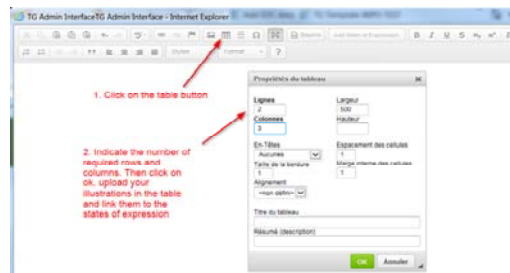 TG Admin InterfaceTG Admin Interface - Internet Explorer
B I U S
Styles Format ?
1. Click on the table button
Propriétés du tableau
Lignes Largeur
2 500
Colonnes Hauteur
3
2. Indicate the number of
required rows and
columns. Then click on
ok, upload your
illustrations in the table
and link them to the
states of expression
En-Têtes Espacement des cellules
Aucunes 1
Taille de la bordure Marge interne des cellules
1 1
Alignement
<non défini>
Titre du tableau
Résumé (description)
OK Annuler